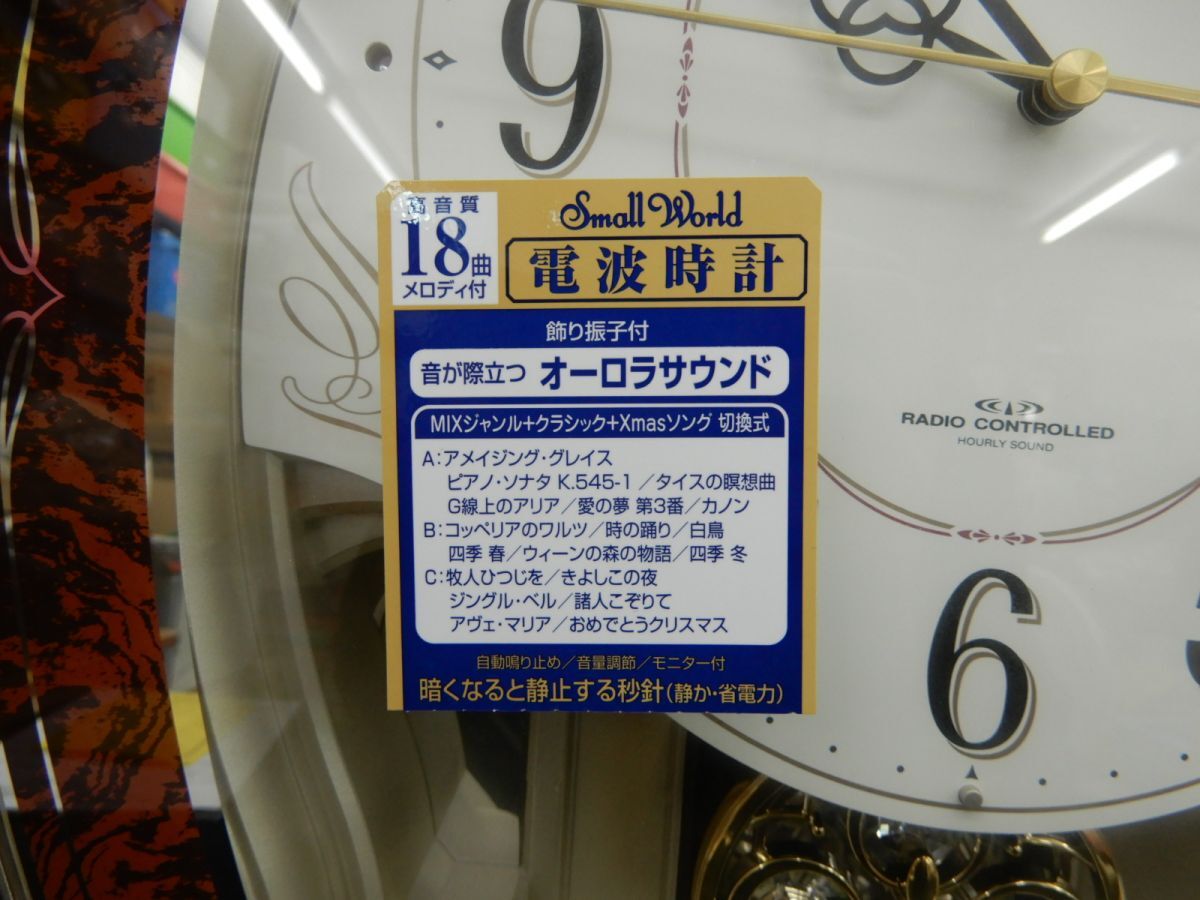 9
高音質
18曲
メロディ付
Small World
電波時計
飾り振子付
音が際立つ オーロラサウンド
MIXジャンル+クラシック+Xmasソング 切換式
A:アメイジング・グレイス
ピアノ・ソナタ K.545-1/タイスの瞑想曲
G線上のアリア/愛の夢 第3番/カノン
B:コッペリアのワルツ/時の踊り/白鳥
四季 春/ウィーンの森の物語/四季 冬
C:牧人ひつじを/きよしこの夜
ジングル・ベル/諸人こぞりて
アヴェ・マリア/おめでとうクリスマス
自動鳴り止め/音量調節/モニター付
暗くなると静止する秒針(静か・省電力)
RADIO CONTROLLED
HOURLY SOUND
6